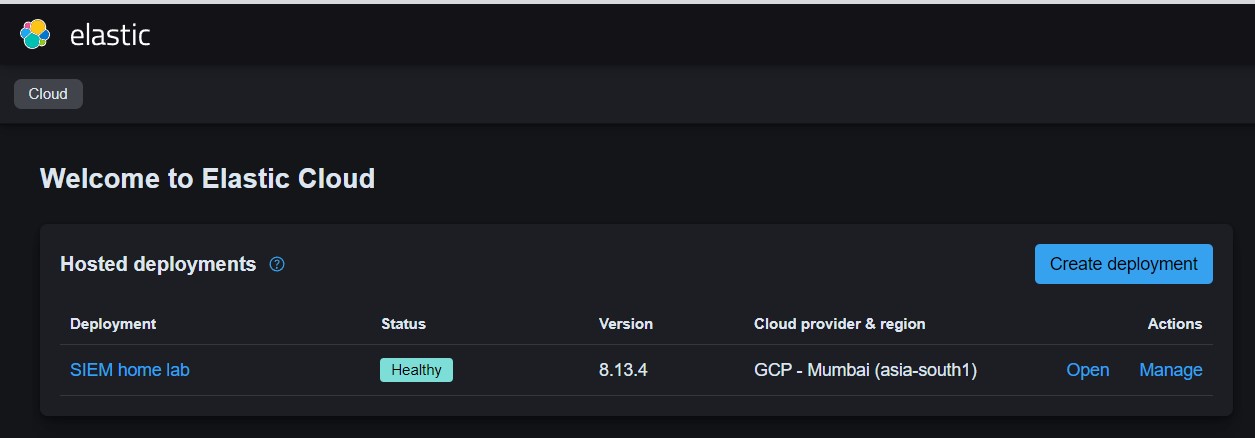 elastic
Cloud
Welcome to Elastic Cloud
Hosted deployments ?
Create deployment
Deployment Status Version Cloud provider & region Actions
SIEM home lab Healthy 8.13.4 GCP - Mumbai (asia-south1) Open Manage